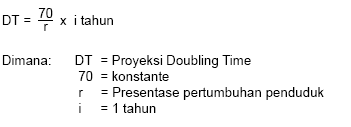 DT = 70/r x i tahun
Dimana: DT = Proyeksi Doubling Time
70 = konstante
r = Presentase pertumbuhan penduduk
i = 1 tahun